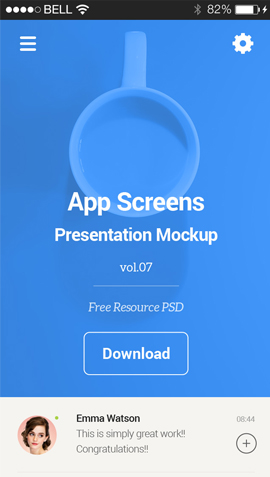 BELL 82%
App Screens
Presentation Mockup
vol.07
Free Resource PSD
Download
Emma Watson 08:44
This is simply great work!!
Congratulations!!